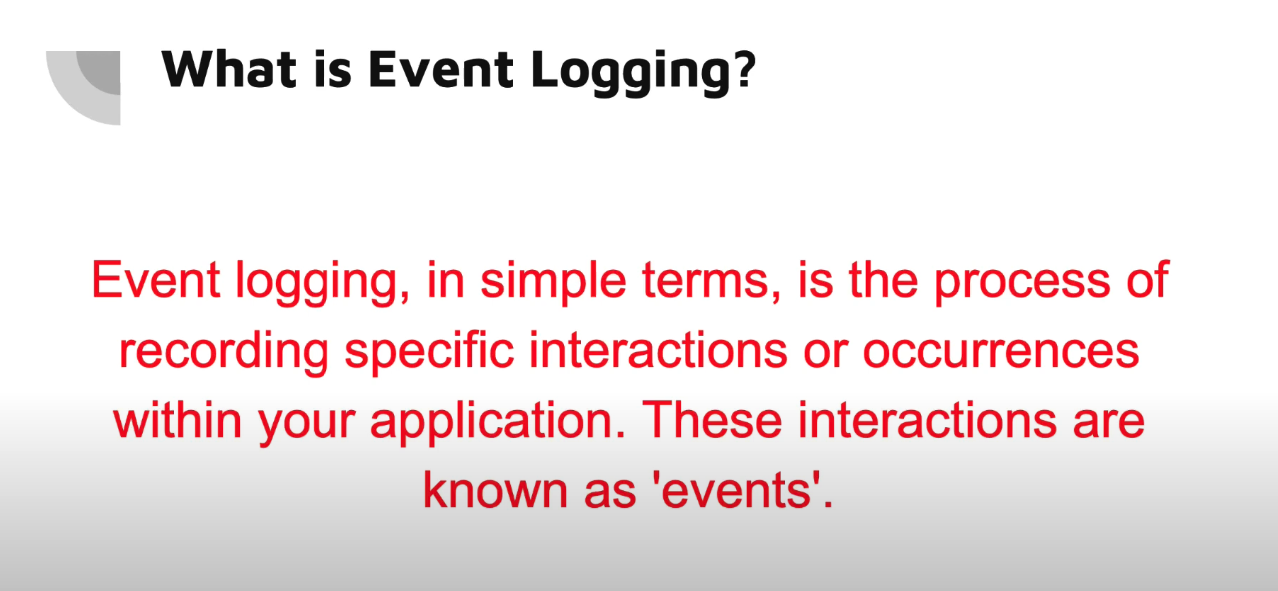 What is Event Logging?
Event logging, in simple terms, is the process of
recording specific interactions or occurrences
within your application. These interactions are
known as 'events'.